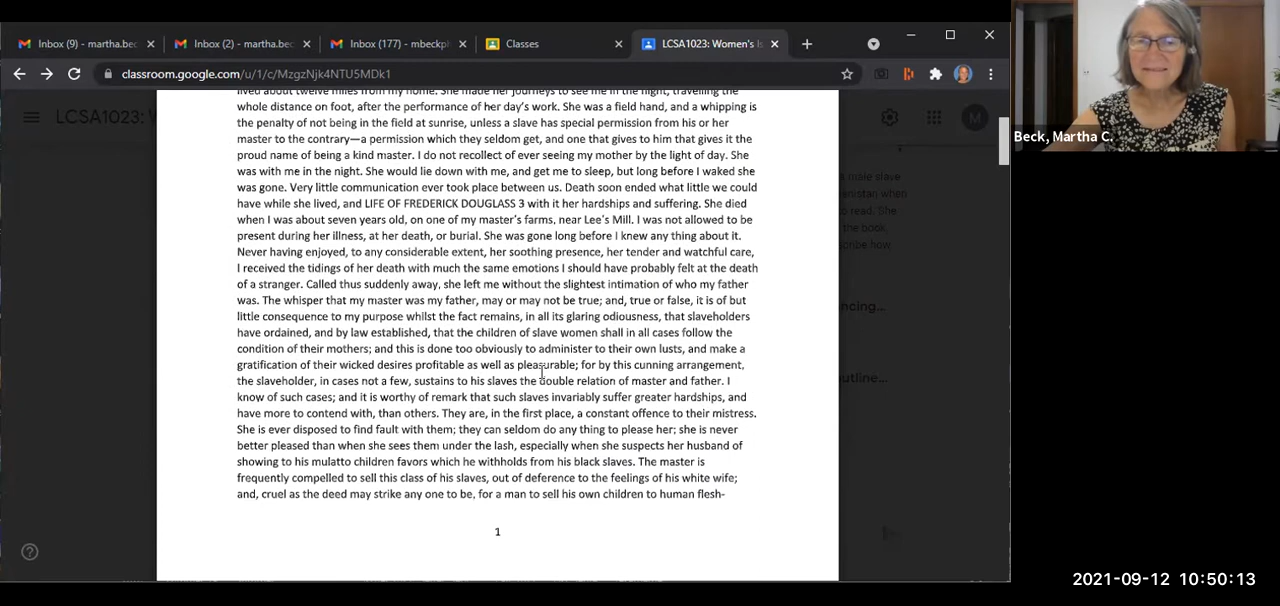 Inbox (9) - martha.bec
Inbox (2) - martha.bec
Inbox (177) - mbeckph
Classes
LCSA1023: Women's Is
classroom.google.com/u/1/c/MzgzNjk4NTU5MDk1
lived about twelve miles from my home. She made her journeys to see me in the night, travelling the
whole distance on foot, after the performance of her day's work. She was a field hand, and a whipping is
the penalty of not being in the field at sunrise, unless a slave has special permission from his or her
master to the contrary—a permission which they seldom get, and one that gives to him that gives it the
proud name of being a kind master. I do not recollect of ever seeing my mother by the light of day. She
was with me in the night. She would lie down with me, and get me to sleep, but long before I waked she
was gone. Very little communication ever took place between us. Death soon ended what little we could
have while she lived, and LIFE OF FREDERICK DOUGLASS 3 with it her hardships and suffering. She died
when I was about seven years old, on one of my master's farms, near Lee's Mill. I was not allowed to be
present during her illness, at her death, or burial. She was gone long before I knew any thing about it.
Never having enjoyed, to any considerable extent, her soothing presence, her tender and watchful care,
I received the tidings of her death with much the same emotions I should have probably felt at the death
of a stranger. Called thus suddenly away, she left me without the slightest intimation of who my father
was. The whisper that my master was my father, may or may not be true; and, true or false, it is of but
little consequence to my purpose whilst the fact remains, in all its glaring odiousness, that slaveholders
have ordained, and by law established, that the children of slave women shall in all cases follow the
condition of their mothers; and this is done too obviously to administer to their own lusts, and make a
gratification of their wicked desires profitable as well as pleasurable; for by this cunning arrangement,
the slaveholder, in cases not a few, sustains to his slaves the double relation of master and father. I
know of such cases; and it is worthy of remark that such slaves invariably suffer greater hardships, and
have more to contend with, than others. They are, in the first place, a constant offence to their mistress.
She is ever disposed to find fault with them; they can seldom do any thing to please her; she is never
better pleased than when she sees them under the lash, especially when she suspects her husband of
showing to his mulatto children favors which he withholds from his black slaves. The master is
frequently compelled to sell this class of his slaves, out of deference to the feelings of his white wife;
and, cruel as the deed may strike any one to be, for a man to sell his own children to human flesh-
1
LCSA1023: W
M
male slave
anistan when
to read. She
the book,
scribe how
ncing...
outline...
Beck, Martha C.
2021-09-12 10:50:13